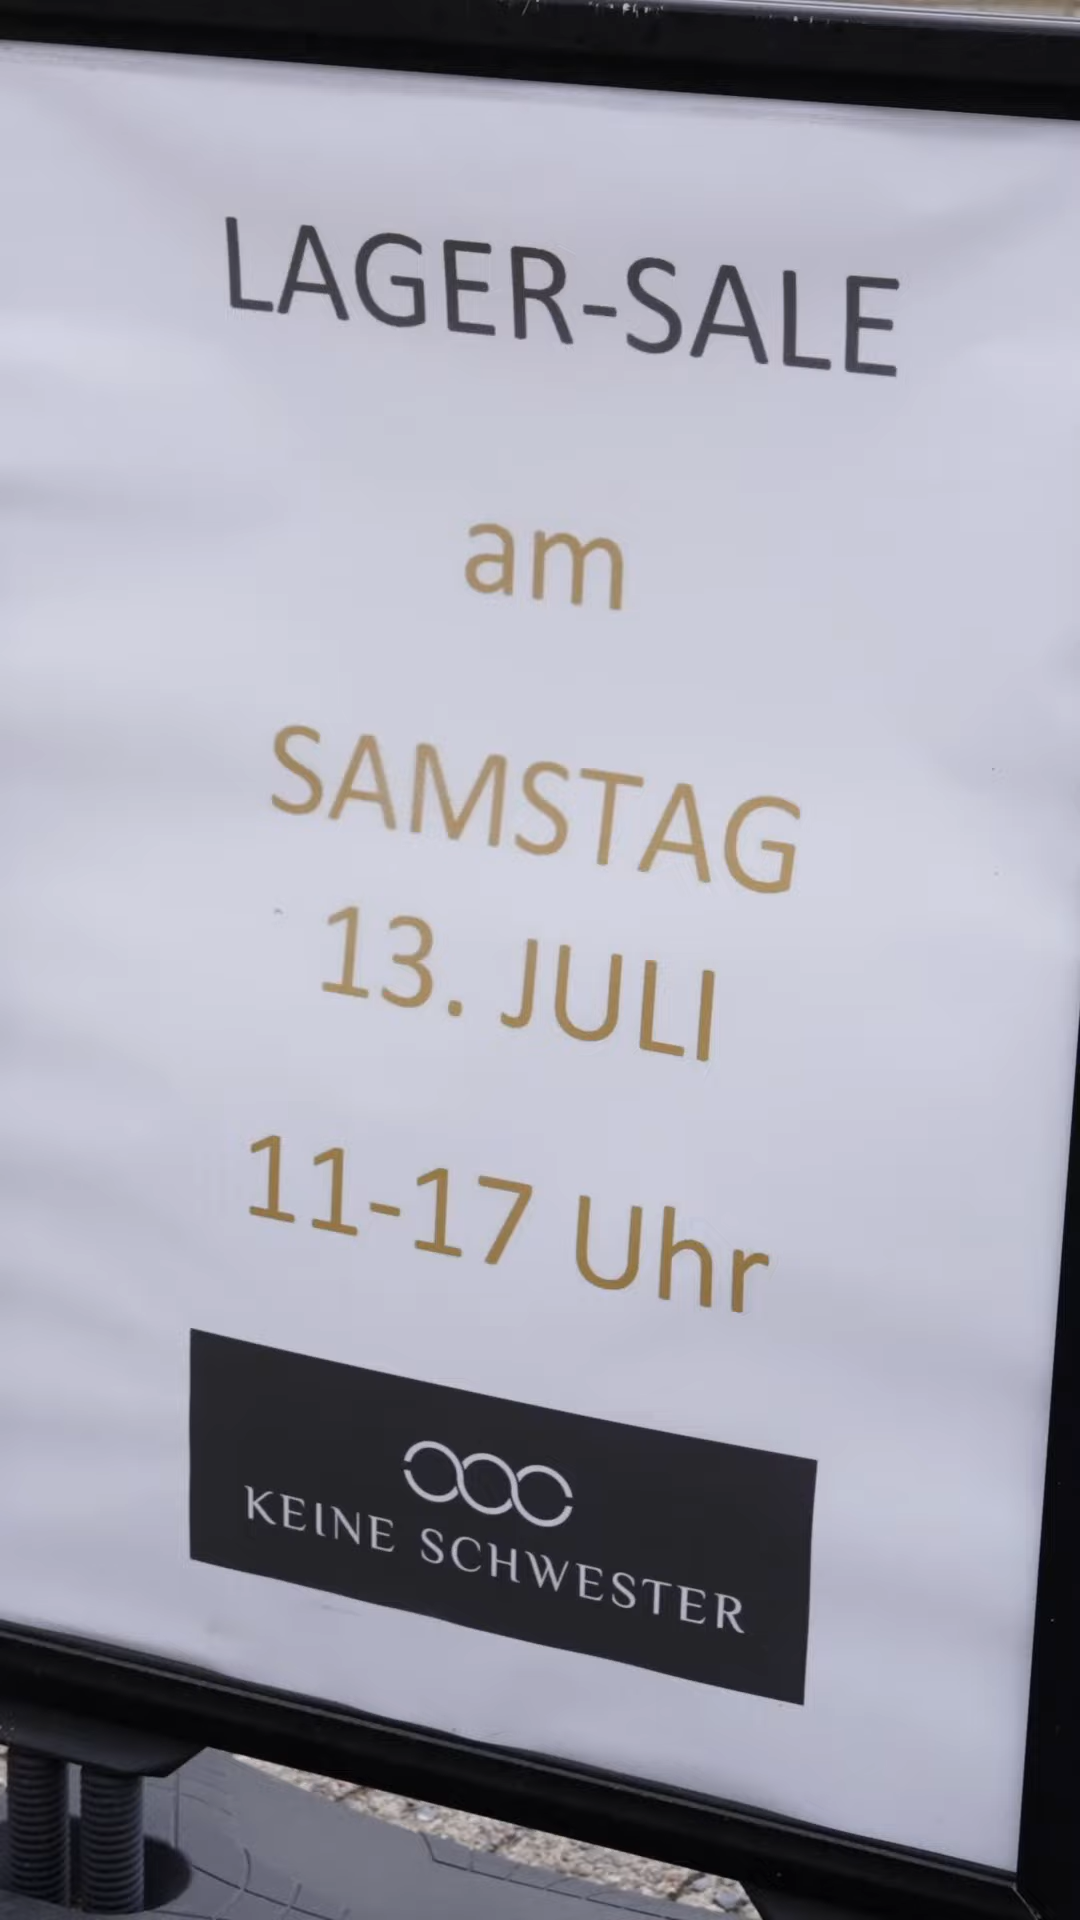 LAGER-SALE
am
SAMSTAG
13. JULI
11-17 Uhr
KEINE SCHWESTER